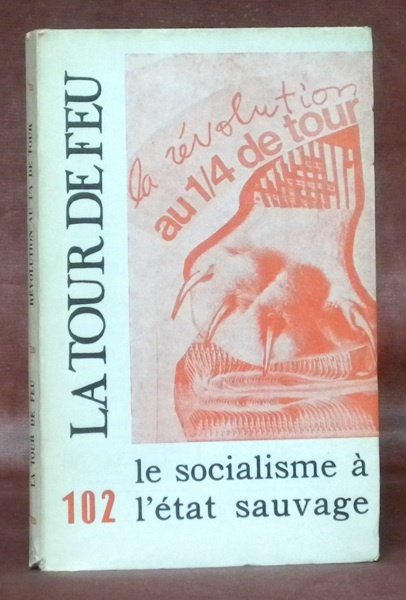 LA TOUR DE FEU
RÉVOLUTION AU 1/4 DE TOUR
LA TOUR DE FEU
la révolution
au 1/4 de tour
102
le socialisme à
l'état sauvage